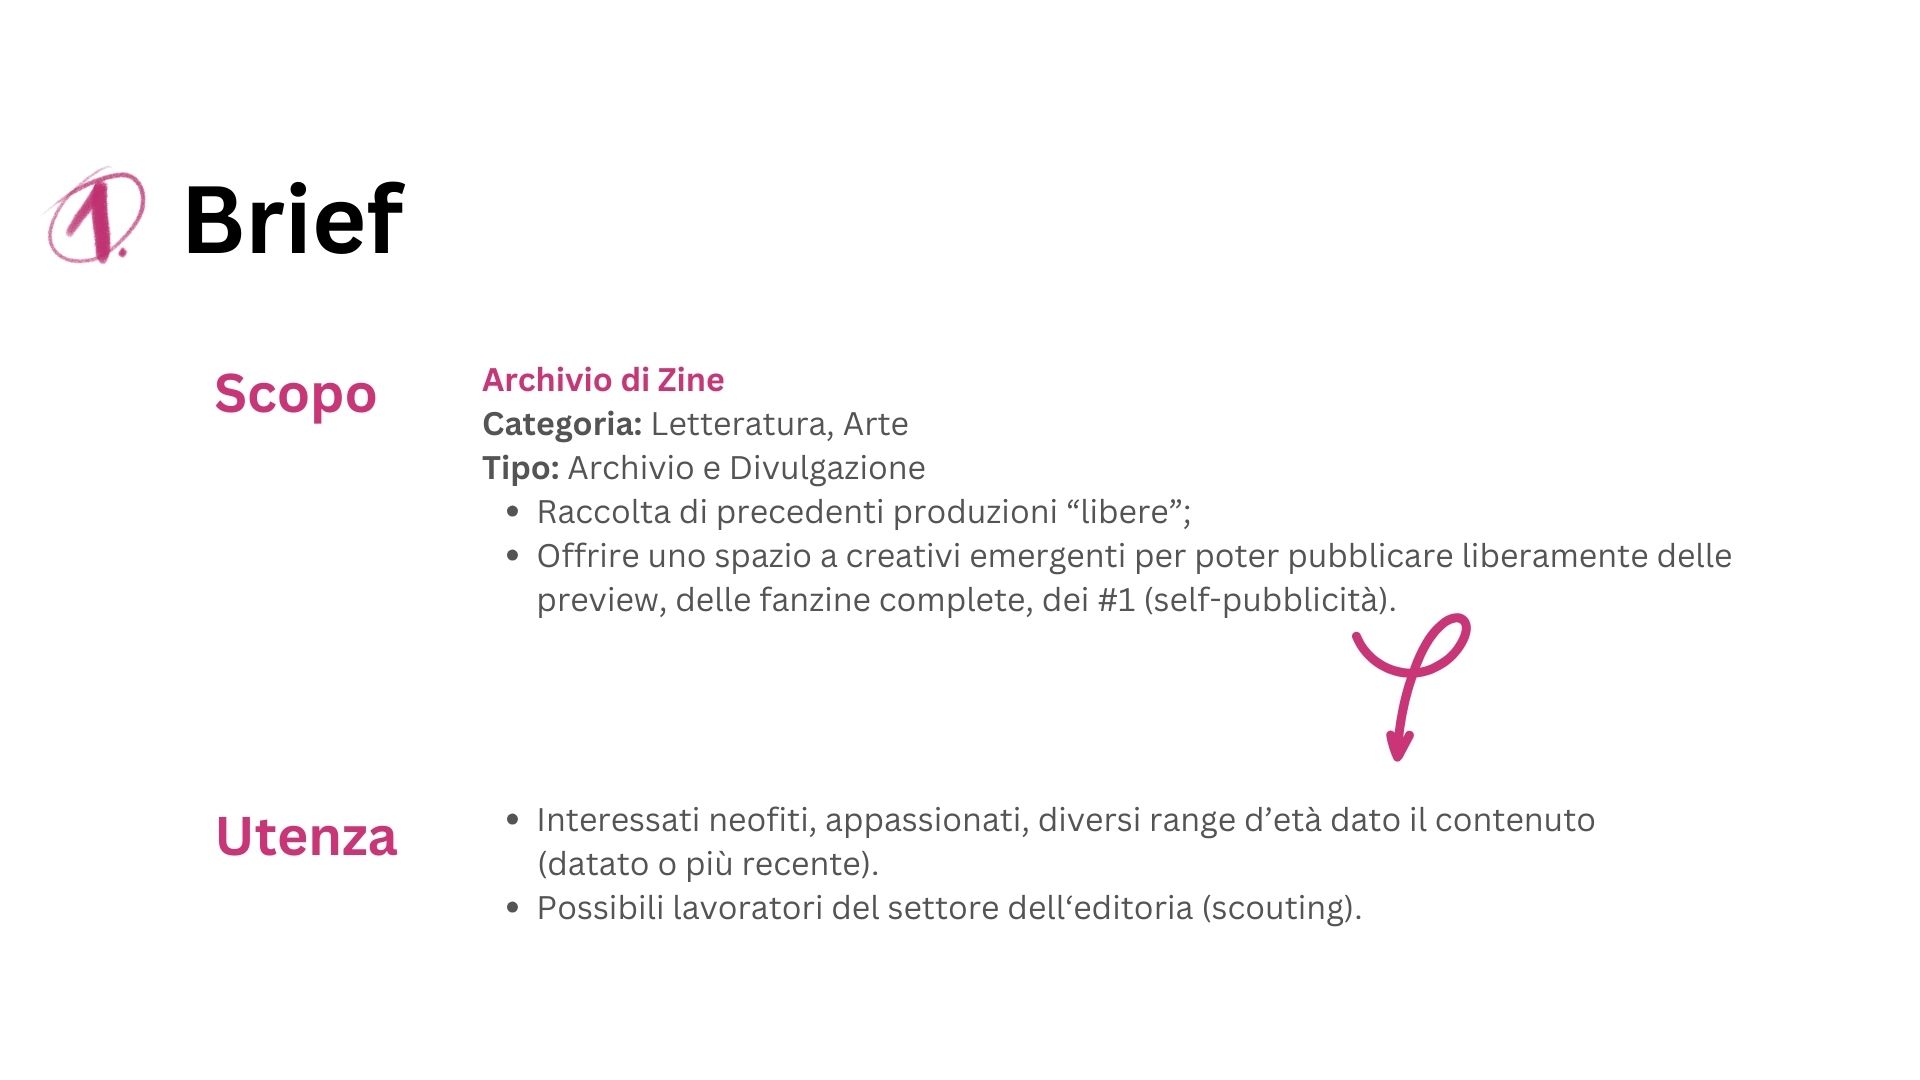 1. Brief
Scopo
Archivio di Zine
Categoria: Letteratura, Arte
Tipo: Archivio e Divulgazione
• Raccolta di precedenti produzioni “libere”;
• Offrire uno spazio a creativi emergenti per poter pubblicare liberamente delle
preview, delle fanzine complete, dei #1 (self-pubblicità).
Utenza
• Interessati neofiti, appassionati, diversi range d’età dato il contenuto
(datato o più recente).
• Possibili lavoratori del settore dell‘editoria (scouting).